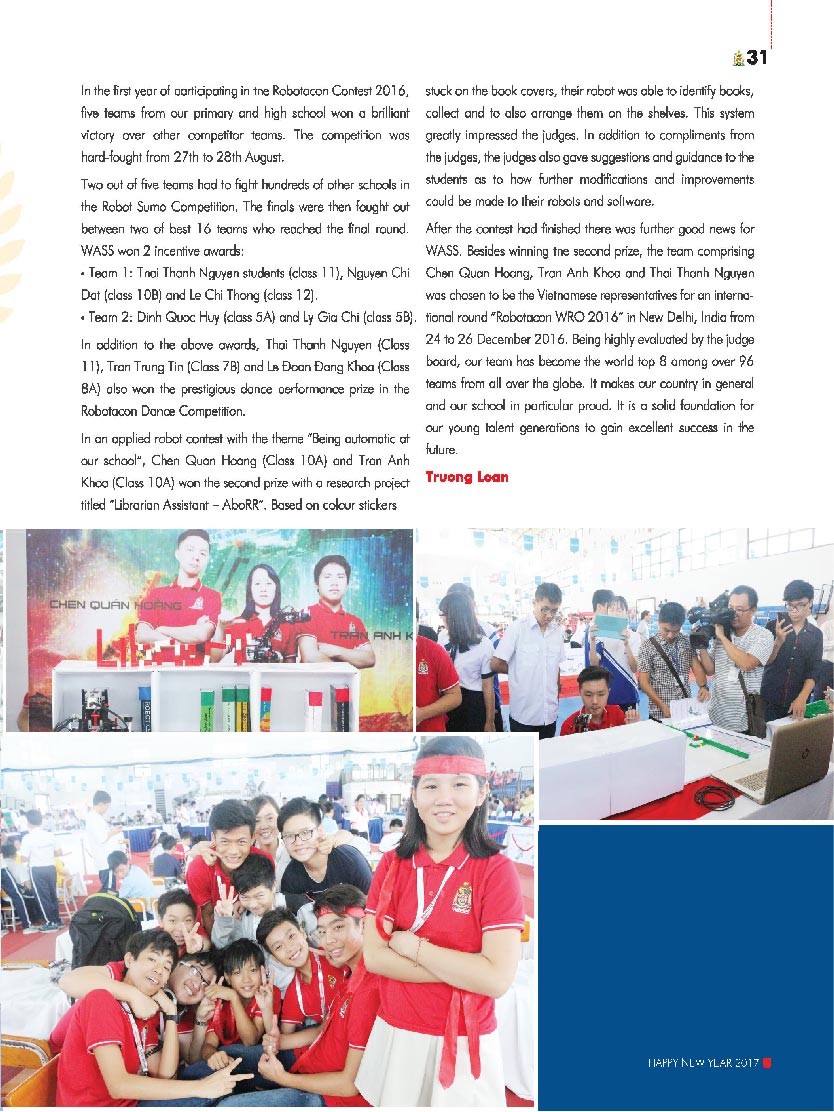 31
In the first year of participating in tne Robotacon Contest 2016,
five teams from our primary and high school won a brilliant
victory over other competitor teams. The competition was
hard-fought from 27th to 28th August.
Two out of five teams had to fight hundreds of other schools in
the Robot Sumo Competition. The finals were then fought out
between two of best 16 teams who reached the final round.
WASS won 2 incentive awards:
• Team 1: Thai Thanh Nguyen students (class 11), Nguyen Chi
Dat (class 10B) and Le Chi Thong (class 12).
• Team 2: Dinh Quoc Huy (class 5A) and Ly Gia Chi (class 5B).
In addition to the above awards, Thai Thanh Nguyen (Class
11), Tran Trung Tin (Class 7B) and Le Đoan Đang Khoa (Class
8A) also won the prestigious dance performance prize in the
Robotacon Dance Competition.
In an applied robot contest with the theme “Being automatic at
our school”, Chen Quan Hoang (Class 10A) and Tran Anh
Khoa (Class 10A) won the second prize with a research project
titled “Librarian Assistant – AboRR”. Based on colour stickers
stuck on the book covers, their robot was able to identify books,
collect and to also arrange them on the shelves. This system
greatly impressed the judges. In addition to compliments from
the judges, the judges also gave suggestions and guidance to the
students as to how further modifications and improvements
could be made to their robots and software.
After the contest had finished there was further good news for
WASS. Besides winning tne second prize, the team comprising
Chen Quan Hoang, Tran Anh Khoa and Thai Thanh Nguyen
was chosen to be the Vietnamese representatives for an interna-
tional round “Robotacon WRO 2016” in New Delhi, India from
24 to 26 December 2016. Being highly evaluated by the judge
board, our team has become the world top 8 among over 96
teams from all over the globe. It makes our country in general
and our school in particular proud. It is a solid foundation for
our young talent generations to gain excellent success in the
future.
Truong Loan
CHEN QUÁN HOÀNG
TRẦN ANH K
HAPPY NEW YEAR 2017